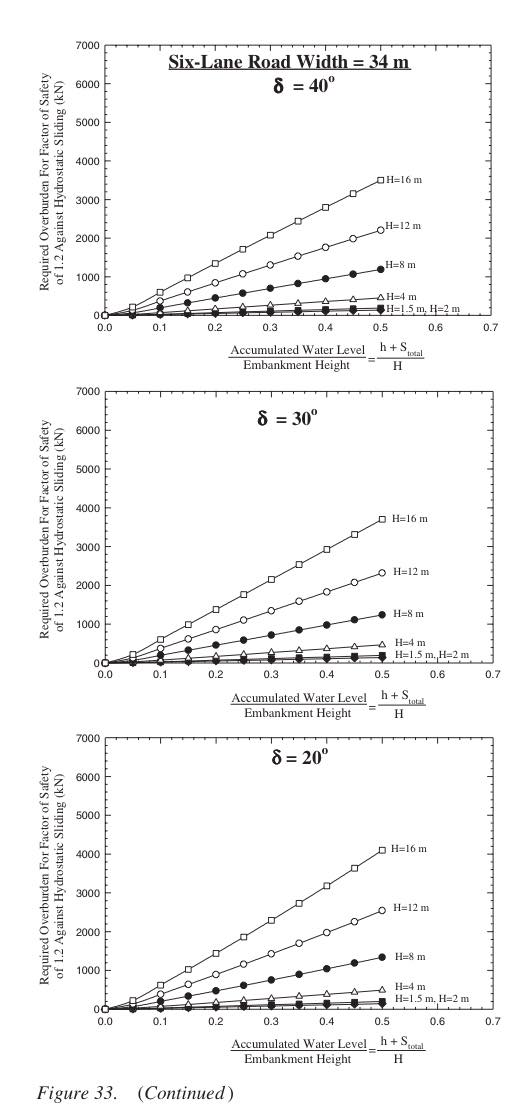 Six-Lane Road Width = 34 m
δ = 40°
Required Overburden For Factor of Safety
of 1.2 Against Hydrostatic Sliding (kN)
7000
6000
5000
4000
3000
2000
1000
0
H=16 m
H=12 m
H=8 m
H=4 m
H=1.5 m, H=2 m
0.0 0.1 0.2 0.3 0.4 0.5 0.6 0.7
Accumulated Water Level = h + S_total
Embankment Height H
δ = 30°
Required Overburden For Factor of Safety
of 1.2 Against Hydrostatic Sliding (kN)
7000
6000
5000
4000
3000
2000
1000
0
H=16 m
H=12 m
H=8 m
H=4 m
H=1.5 m, H=2 m
0.0 0.1 0.2 0.3 0.4 0.5 0.6 0.7
Accumulated Water Level = h + S_total
Embankment Height H
δ = 20°
Required Overburden For Factor of Safety
of 1.2 Against Hydrostatic Sliding (kN)
7000
6000
5000
4000
3000
2000
1000
0
H=16 m
H=12 m
H=8 m
H=4 m
H=1.5 m, H=2 m
0.0 0.1 0.2 0.3 0.4 0.5 0.6 0.7
Accumulated Water Level = h + S_total
Embankment Height H
Figure 33. (Continued)